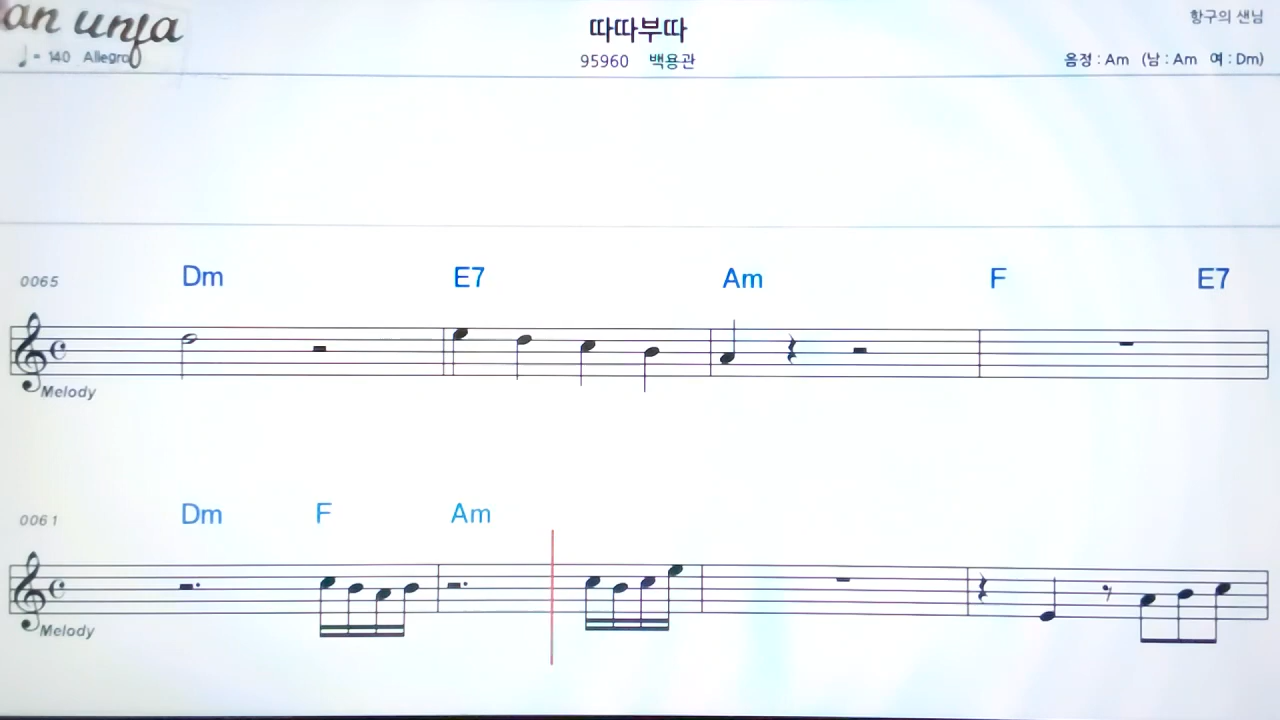 an unja
♩= 140 Allegro
따따부따
95960 백용관
항구의 샌님
음정 : Am (남 : Am 여 : Dm)
0065 Dm E7 Am F E7
Melody
0061 Dm F Am
Melody